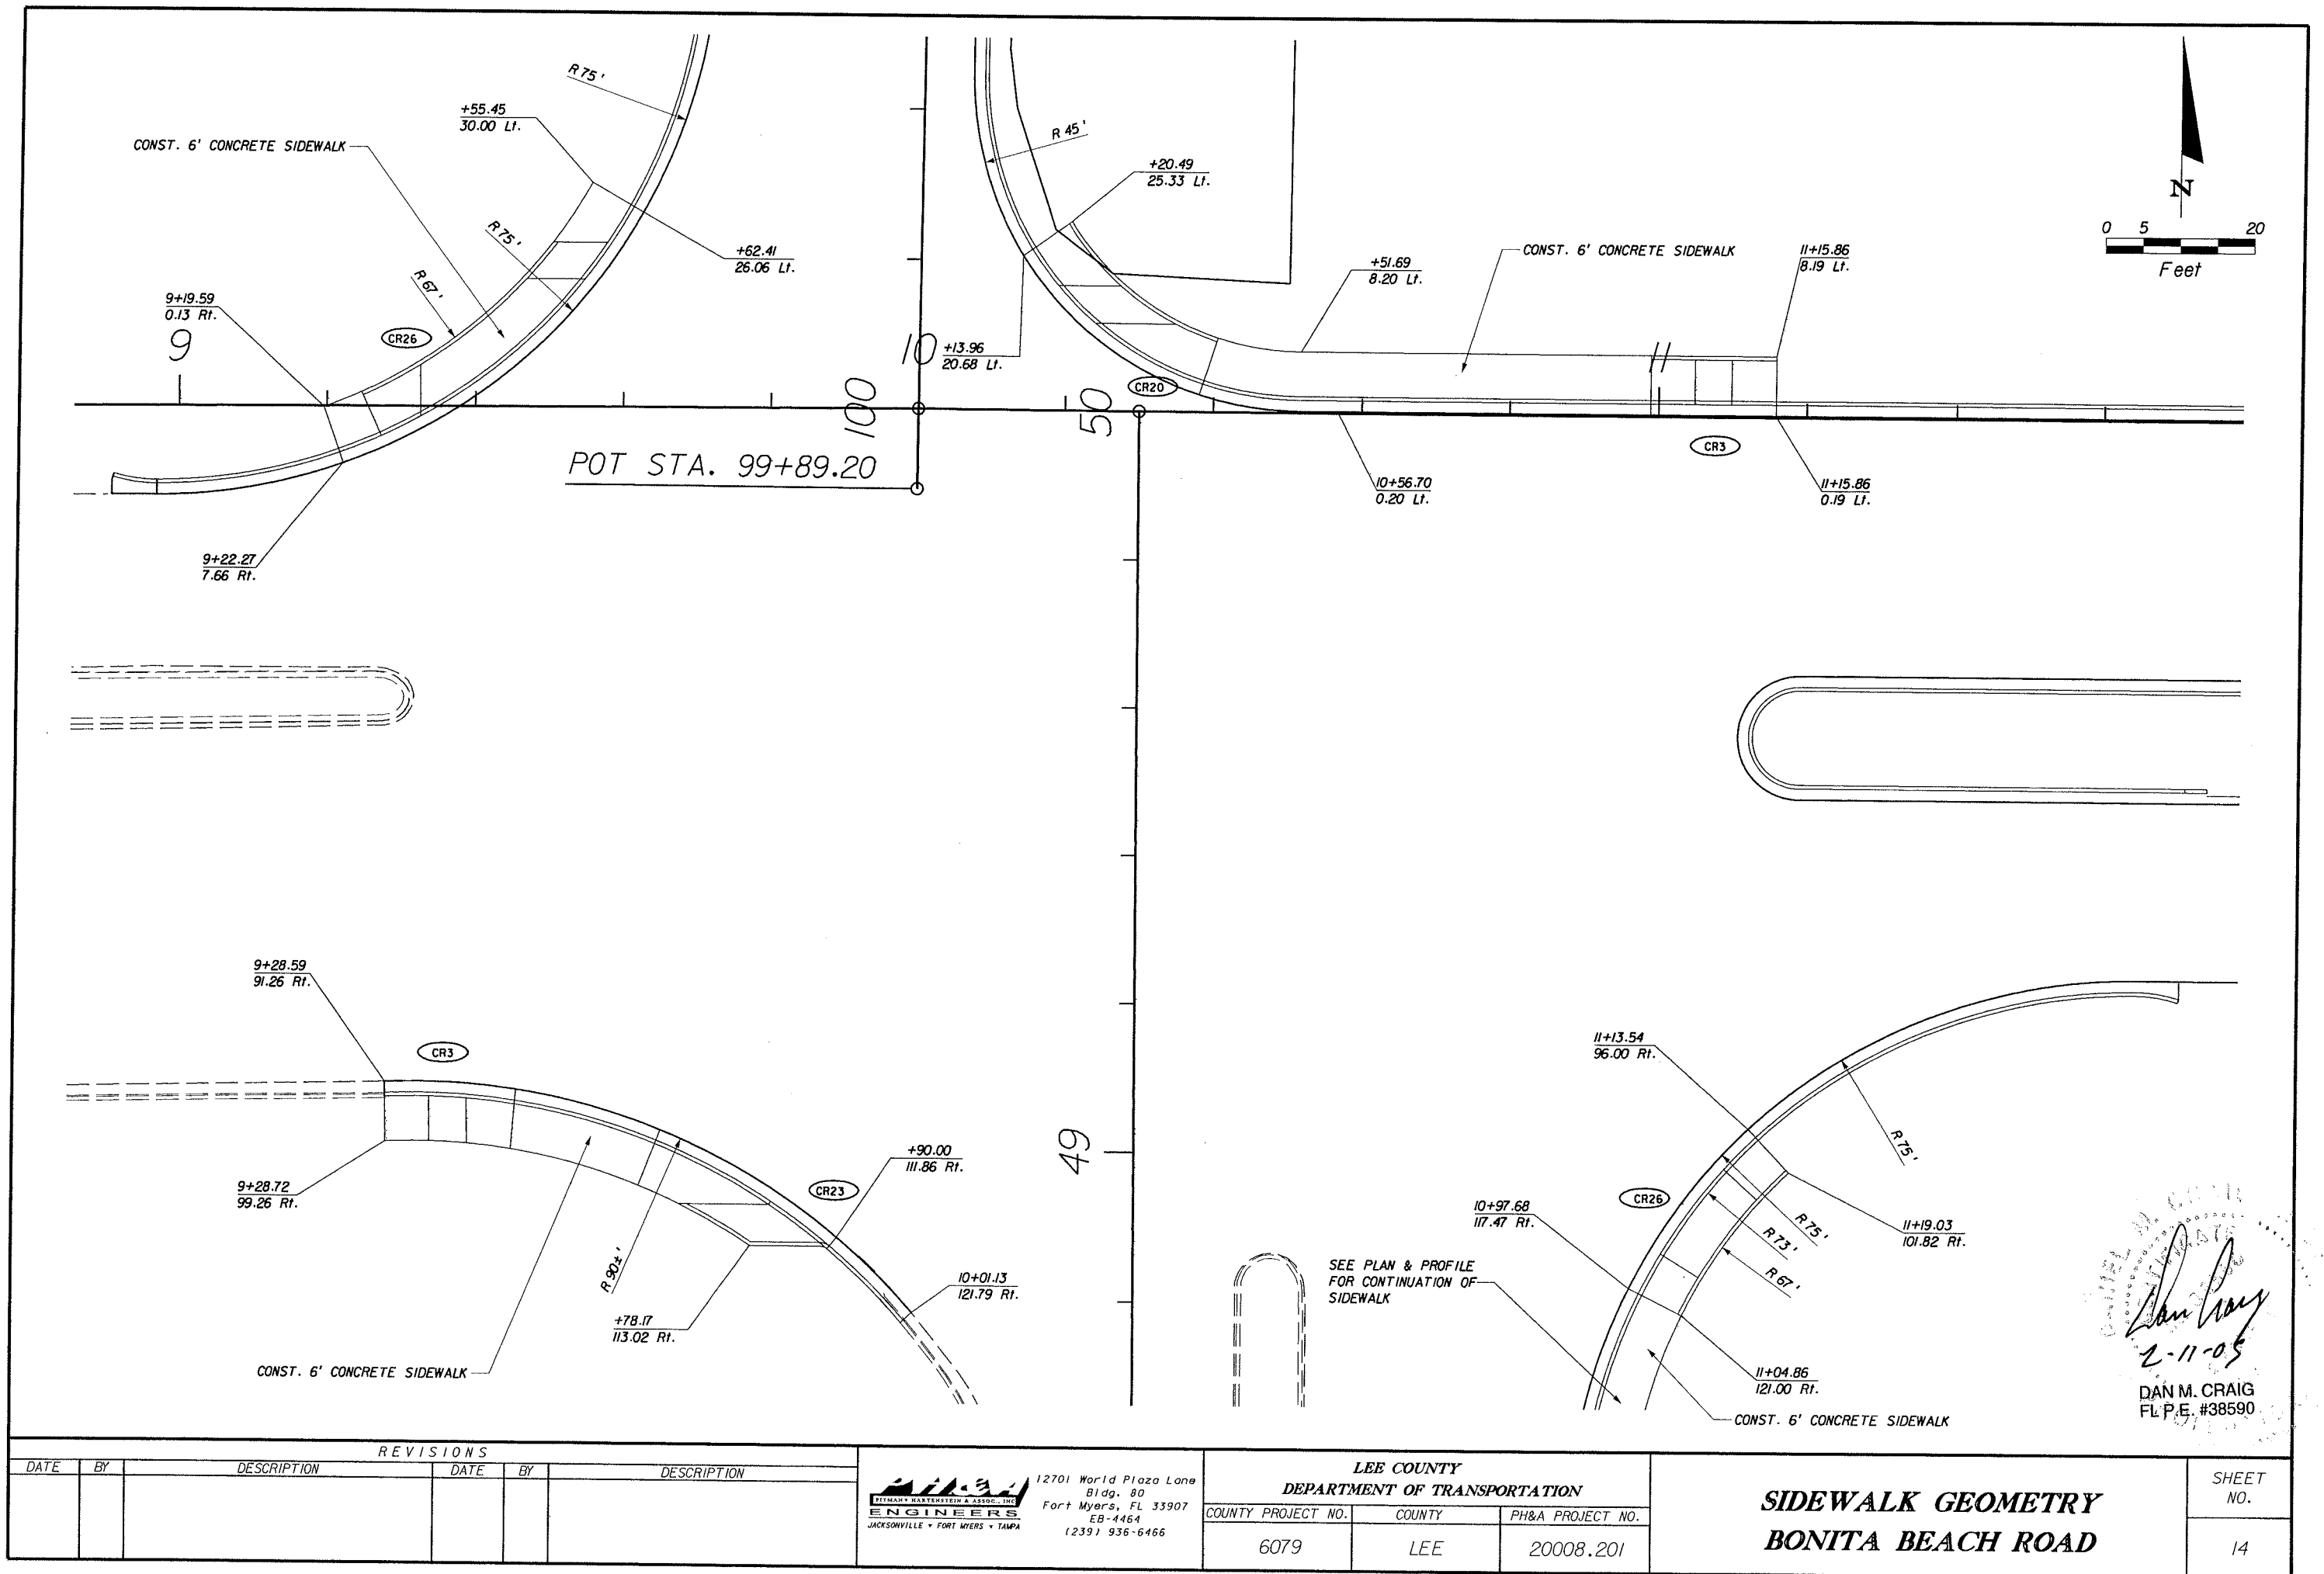 R 75'
+55.45
30.00 Lt.
CONST. 6' CONCRETE SIDEWALK
R 75'
+62.41
26.06 Lt.
R 67'
9+19.59
0.13 Rt.
CR26
9
9+22.27
7.66 Rt.
R 45'
+20.49
25.33 Lt.
+51.69
8.20 Lt.
CONST. 6' CONCRETE SIDEWALK
11+15.86
8.19 Lt.
N
0 5 20
Feet
10
+13.96
20.68 Lt.
CR20
100
50
POT STA. 99+89.20
CR3
10+56.70
0.20 Lt.
11+15.86
0.19 Lt.
9+28.59
91.26 Rt.
CR3
9+28.72
99.26 Rt.
+90.00
111.86 Rt.
CR23
R 90±'
10+01.13
121.79 Rt.
+78.17
113.02 Rt.
CONST. 6' CONCRETE SIDEWALK
49
11+13.54
96.00 Rt.
R 75'
CR26
10+97.68
117.47 Rt.
R 75'
R 73'
R 67'
11+19.03
101.82 Rt.
SEE PLAN & PROFILE
FOR CONTINUATION OF
SIDEWALK
11+04.86
121.00 Rt.
CONST. 6' CONCRETE SIDEWALK
Dan Craig
2-11-05
DAN M. CRAIG
FL P.E. #38590
REVISIONS
DATE BY DESCRIPTION DATE BY DESCRIPTION
PITMAN • HARTENSTEIN & ASSOC., INC
ENGINEERS
JACKSONVILLE • FORT MYERS • TAMPA
12701 World Plaza Lane
Bldg. 80
Fort Myers, FL 33907
EB-4464
(239) 936-6466
LEE COUNTY
DEPARTMENT OF TRANSPORTATION
COUNTY PROJECT NO. COUNTY PH&A PROJECT NO.
6079 LEE 20008.201
SIDEWALK GEOMETRY
BONITA BEACH ROAD
SHEET
NO.
14